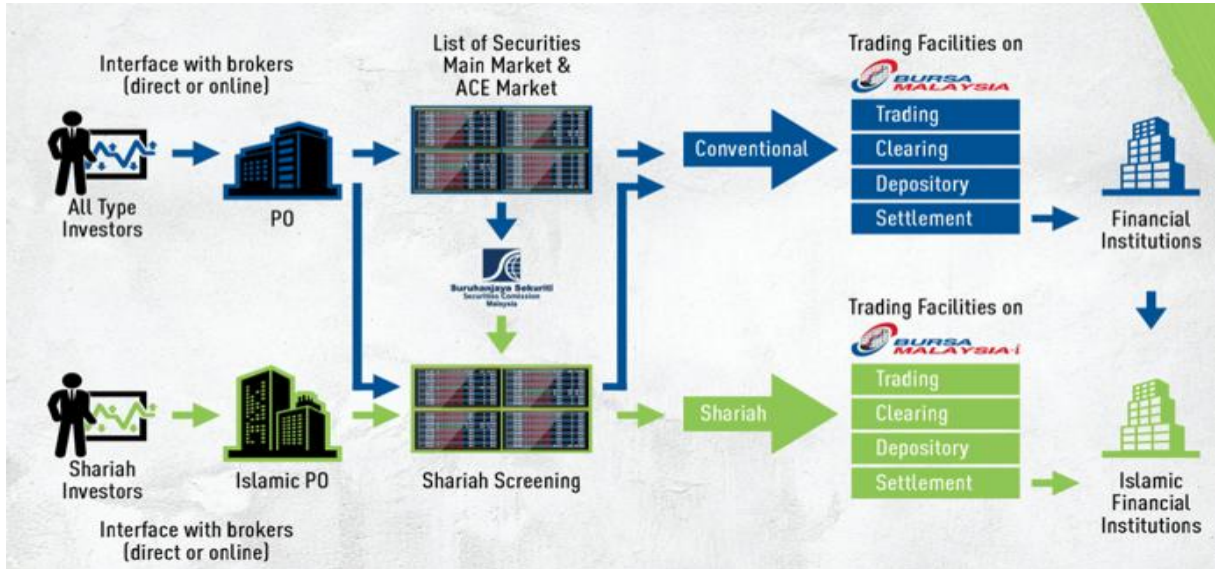 Interface with brokers
(direct or online)
All Type
Investors
PO
List of Securities
Main Market &
ACE Market
Suruhanjaya Sekuriti
Securities Comission
Malaysia
Conventional
Trading Facilities on
BURSA
MALAYSIA
Trading
Clearing
Depository
Settlement
Financial
Institutions
Shariah
Investors
Interface with brokers
(direct or online)
Islamic PO
Shariah Screening
Shariah
Trading Facilities on
BURSA
MALAYSIA-i
Trading
Clearing
Depository
Settlement
Islamic
Financial
Institutions